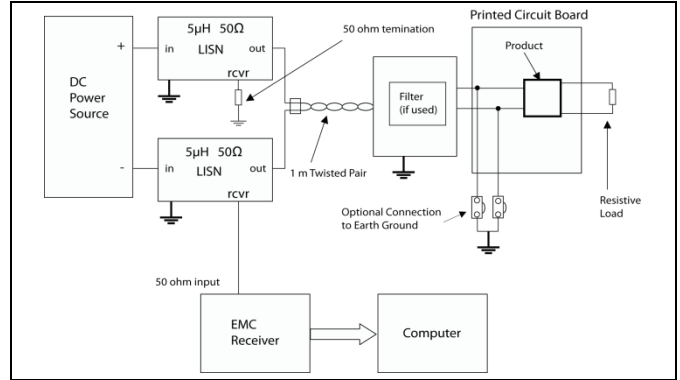 Printed Circuit Board
5µH 50Ω
in
out
LISN
rcvr
50 ohm temination
Product
+
DC
Power
Source
-
Filter
(if used)
5µH 50Ω
in
out
LISN
rcvr
1 m Twisted Pair
Optional Connection
to Earth Ground
Resistive
Load
50 ohm input
EMC
Receiver
Computer